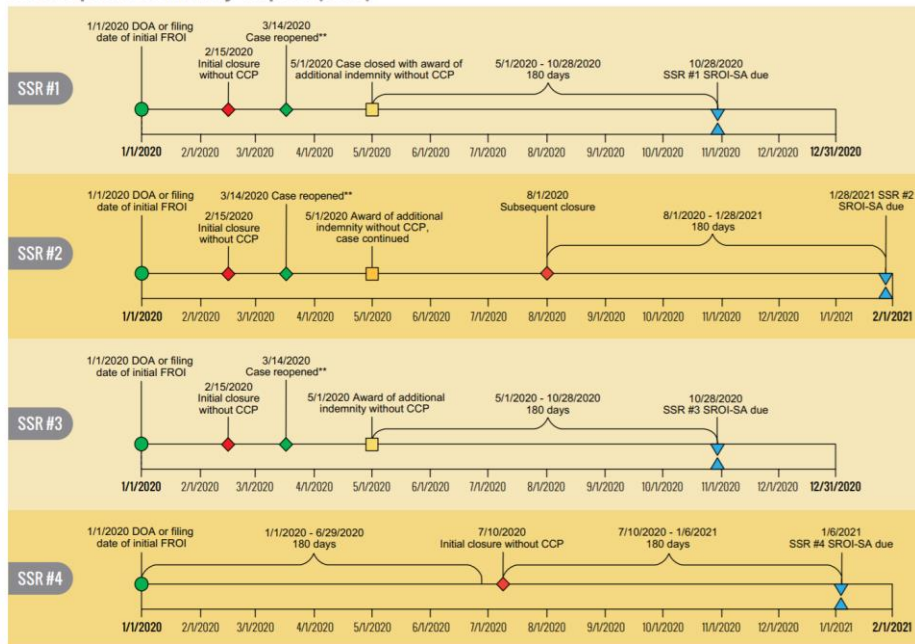 1/1/2020 DOA or filing
date of initial FROI
2/15/2020
Initial closure
without CCP
3/14/2020
Case reopened**
5/1/2020 Case closed with award of
additional indemnity without CCP
5/1/2020 - 10/28/2020
180 days
10/28/2020
SSR #1 SROI-SA due
SSR #1
1/1/2020 2/1/2020 3/1/2020 4/1/2020 5/1/2020 6/1/2020 7/1/2020 8/1/2020 9/1/2020 10/1/2020 11/1/2020 12/1/2020 12/31/2020
1/1/2020 DOA or filing
date of initial FROI
2/15/2020
Initial closure
without CCP
3/14/2020 Case reopened**
5/1/2020 Award of additional
indemnity without CCP,
case continued
8/1/2020
Subsequent closure
8/1/2020 - 1/28/2021
180 days
1/28/2021 SSR #2
SROI-SA due
SSR #2
1/1/2020 2/1/2020 3/1/2020 4/1/2020 5/1/2020 6/1/2020 7/1/2020 8/1/2020 9/1/2020 10/1/2020 11/1/2020 12/1/2020 1/1/2021 2/1/2021
1/1/2020 DOA or filing
date of initial FROI
2/15/2020
Initial closure
without CCP
3/14/2020
Case reopened**
5/1/2020 Award of additional
indemnity without CCP
5/1/2020 - 10/28/2020
180 days
10/28/2020
SSR #3 SROI-SA due
SSR #3
1/1/2020 2/1/2020 3/1/2020 4/1/2020 5/1/2020 6/1/2020 7/1/2020 8/1/2020 9/1/2020 10/1/2020 11/1/2020 12/1/2020 12/31/2020
1/1/2020 DOA or filing
date of initial FROI
1/1/2020 - 6/29/2020
180 days
7/10/2020
Initial closure without CCP
7/10/2020 - 1/6/2021
180 days
1/6/2021
SSR #4 SROI-SA due
SSR #4
1/1/2020 2/1/2020 3/1/2020 4/1/2020 5/1/2020 6/1/2020 7/1/2020 8/1/2020 9/1/2020 10/1/2020 11/1/2020 12/1/2020 1/1/2021 2/1/2021